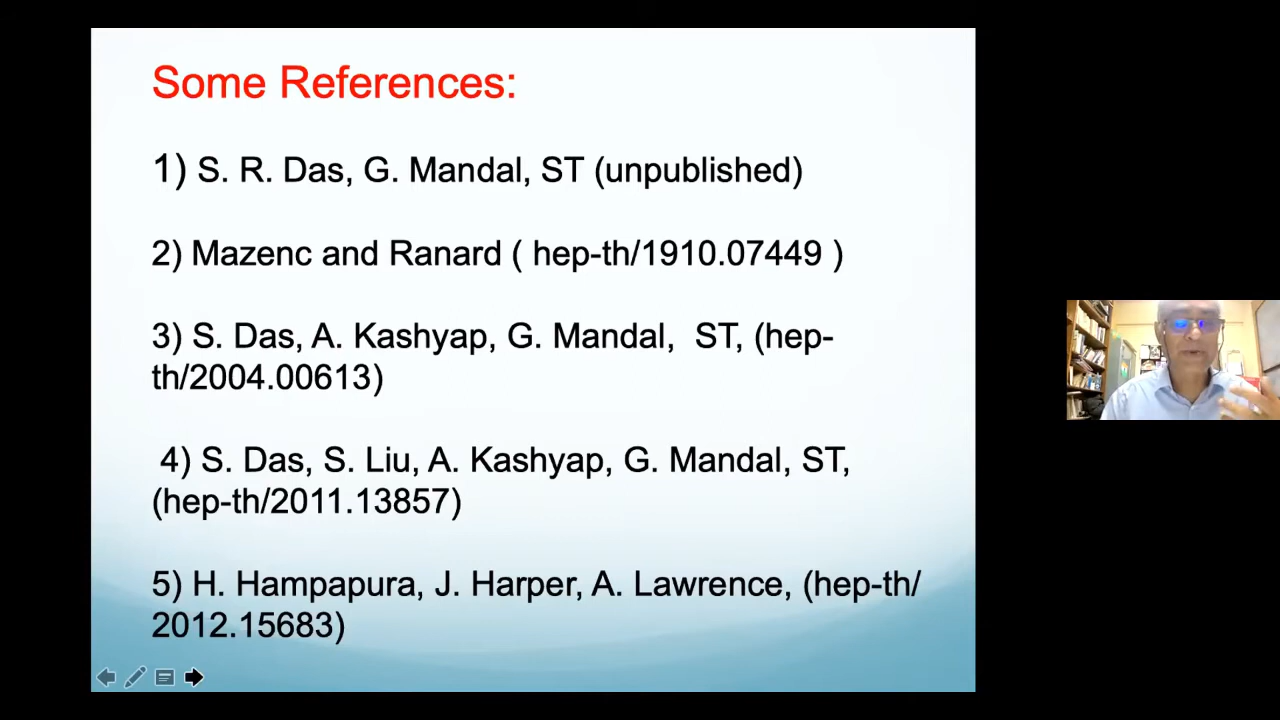 Some References:
1) S. R. Das, G. Mandal, ST (unpublished)
2) Mazenc and Ranard ( hep-th/1910.07449 )
3) S. Das, A. Kashyap, G. Mandal, ST, (hep-
th/2004.00613)
4) S. Das, S. Liu, A. Kashyap, G. Mandal, ST,
(hep-th/2011.13857)
5) H. Hampapura, J. Harper, A. Lawrence, (hep-th/
2012.15683)